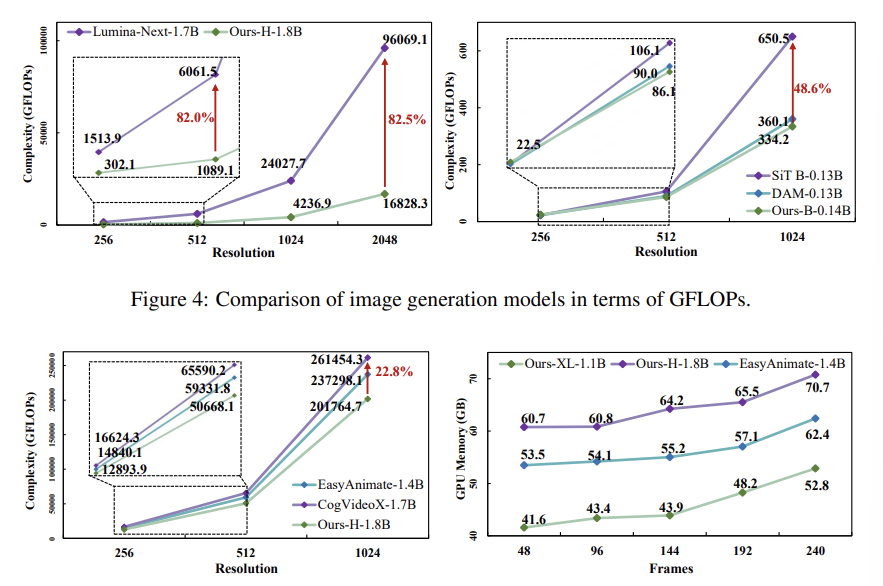 Lumina-Next-1.7B Ours-H-1.8B
Complexity (GFLOPs)
100000
50000
0
96069.1
6061.5
82.0%
1513.9
302.1
1089.1
82.5%
24027.7
4236.9
16828.3
256 512 1024 2048
Resolution
Complexity (GFLOPs)
600
400
200
0
650.5
106.1
90.0
86.1
22.5
48.6%
360.1
334.2
SiT B-0.13B
DAM-0.13B
Ours-B-0.14B
256 512 1024
Resolution
Figure 4: Comparison of image generation models in terms of GFLOPs.
Complexity (GFLOPs)
250000
200000
150000
100000
50000
0
261454.3
65590.2
22.8%
59331.8
237298.1
50668.1
201764.7
16624.3
14840.1
12893.9
EasyAnimate-1.4B
CogVideoX-1.7B
Ours-H-1.8B
256 512 1024
Resolution
Ours-XL-1.1B Ours-H-1.8B EasyAnimate-1.4B
GPU Memory (GB)
70
60
50
40
60.7 60.8 64.2 65.5 70.7
53.5 54.1 55.2 57.1 62.4
41.6 43.4 43.9 48.2 52.8
48 96 144 192 240
Frames